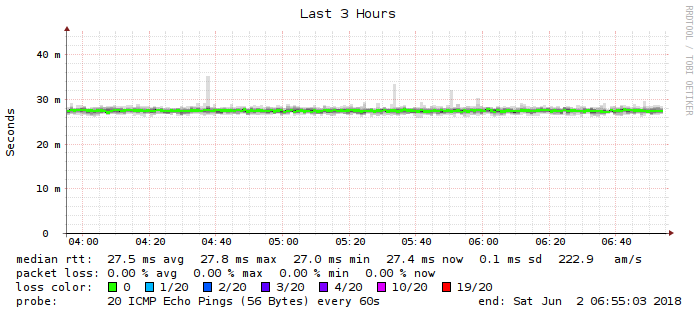 Last 3 Hours
RRDTOOL / TOBI OETIKER
Seconds
40 m
30 m
20 m
10 m
0
04:00 04:20 04:40 05:00 05:20 05:40 06:00 06:20 06:40
median rtt: 27.5 ms avg 27.8 ms max 27.0 ms min 27.4 ms now 0.1 ms sd 222.9 am/s
packet loss: 0.00 % avg 0.00 % max 0.00 % min 0.00 % now
loss color: 0 1/20 2/20 3/20 4/20 10/20 19/20
probe: 20 ICMP Echo Pings (56 Bytes) every 60s end: Sat Jun 2 06:55:03 2018